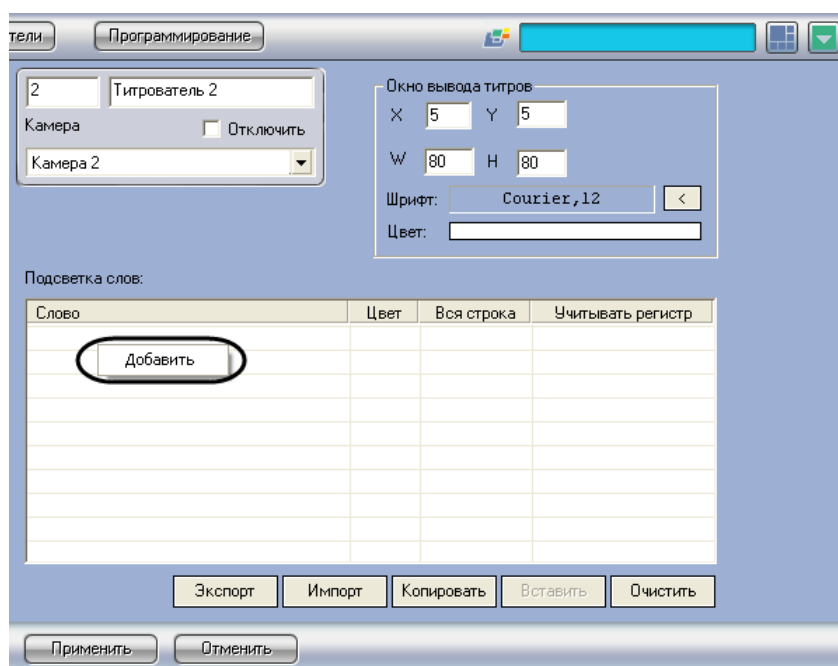 тели Программирование
2 Титрователь 2
Камера Отключить
Камера 2
Окно вывода титров
X 5 Y 5
W 80 H 80
Шрифт: Courier,12 <
Цвет:
Подсветка слов:
Слово Цвет Вся строка Учитывать регистр
Добавить
Экспорт Импорт Копировать Вставить Очистить
Применить Отменить